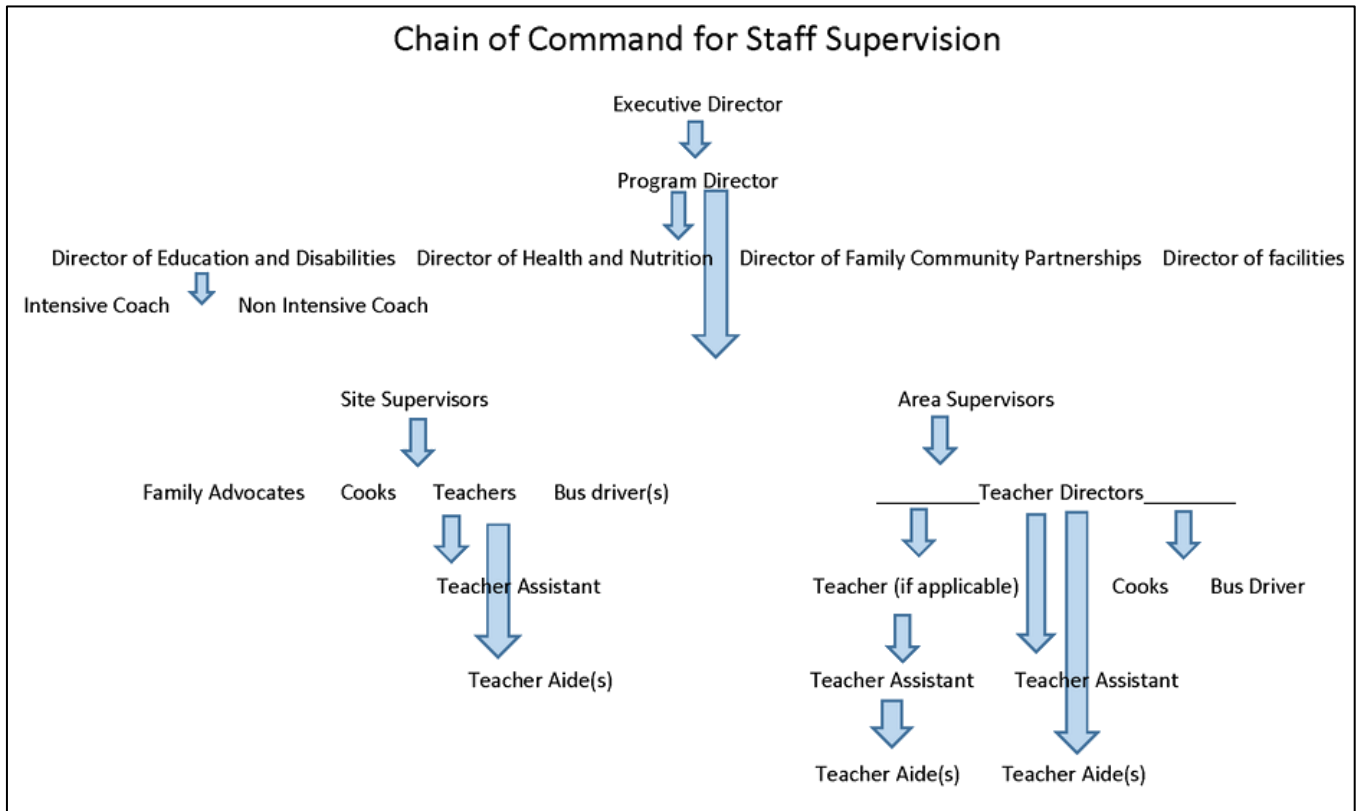 Chain of Command for Staff Supervision
Executive Director
Program Director
Director of Education and Disabilities Director of Health and Nutrition Director of Family Community Partnerships Director of facilities
Intensive Coach Non Intensive Coach
Site Supervisors Area Supervisors
Family Advocates Cooks Teachers Bus driver(s) _________Teacher Directors________
Teacher Assistant Teacher (if applicable) Cooks Bus Driver
Teacher Aide(s) Teacher Assistant Teacher Assistant
Teacher Aide(s) Teacher Aide(s)